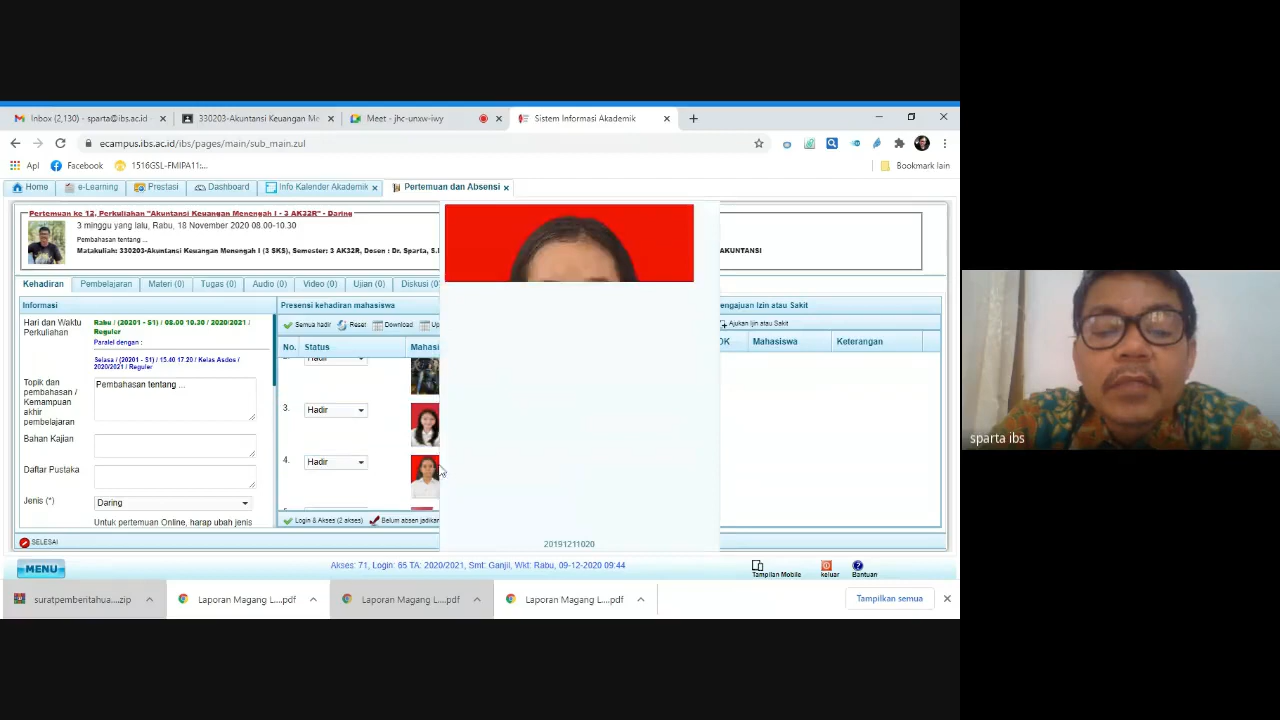 Inbox (2,130) - sparta@ibs.ac.id
330203-Akuntansi Keuangan Me
Meet - jhc-unxw-iwy
Sistem Informasi Akademik
ecampus.ibs.ac.id/ibs/pages/main/sub_main.zul
Apl
Facebook
1516GSL-FMIPA11:...
Bookmark lain
Home
e-Learning
Prestasi
Dashboard
Info Kalender Akademik
Pertemuan dan Absensi
Pertemuan ke 12, Perkuliahan "Akuntansi Keuangan Menengah I - 3 AK32R" - Daring
3 minggu yang lalu, Rabu, 18 November 2020 08.00-10.30
Pembahasan tentang ...
Matakuliah: 330203-Akuntansi Keuangan Menengah I (3 SKS), Semester: 3 AK32R, Dosen : Dr. Sparta, S.
AKUNTANSI
Kehadiran
Pembelajaran
Materi (0)
Tugas (0)
Audio (0)
Video (0)
Ujian (0)
Diskusi (0
Informasi
Hari dan Waktu Perkuliahan
Rabu / (20201 - S1) / 08.00 10.30 / 2020/2021 /
Reguler
Paralel dengan :
Selasa / (20201 - S1) / 15.40 17.20 / Kelas Asdos /
2020/2021 / Reguler
Topik dan
pembahasan /
Kemampuan
akhir
pembelajaran
Pembahasan tentang ...
Bahan Kajian
Daftar Pustaka
Jenis (*)
Daring
Untuk pertemuan Online, harap ubah jenis
Presensi kehadiran mahasiswa
Semua hadir
Reset
Download
Up
No.
Status
Mahasi
Hadir
3.
Hadir
4.
Hadir
Login & Akses (2 akses)
Belum absen jadikan
20191211020
engajuan Izin atau Sakit
Ajukan Ijin atau Sakit
OK
Mahasiswa
Keterangan
SELESAI
MENU
Akses: 71, Login: 65 TA: 2020/2021, Smt: Ganjil, Wkt: Rabu, 09-12-2020 09:44
Tampilan Mobile
keluar
Bantuan
suratpemberitahua....zip
Laporan Magang L....pdf
Laporan Magang L....pdf
Laporan Magang L....pdf
Tampilkan semua
sparta ibs